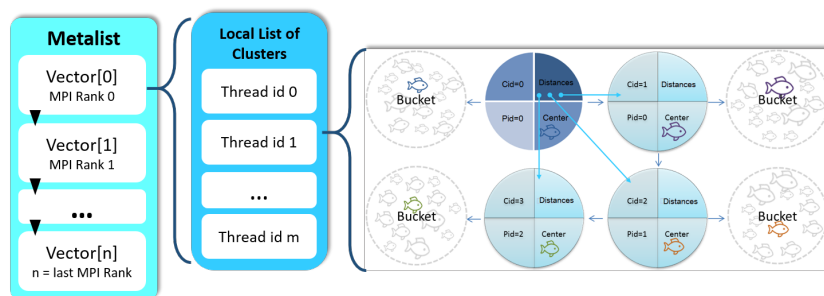 Metalist
Vector[0]
MPI Rank 0
Vector[1]
MPI Rank 1
...
Vector[n]
n = last MPI Rank
Local List of
Clusters
Thread id 0
Thread id 1
...
Thread id m
Bucket
Cid=0
Distances
Pid=0
Center
Cid=1
Distances
Pid=0
Center
Bucket
Bucket
Cid=3
Distances
Pid=2
Center
Cid=2
Distances
Pid=1
Center
Bucket